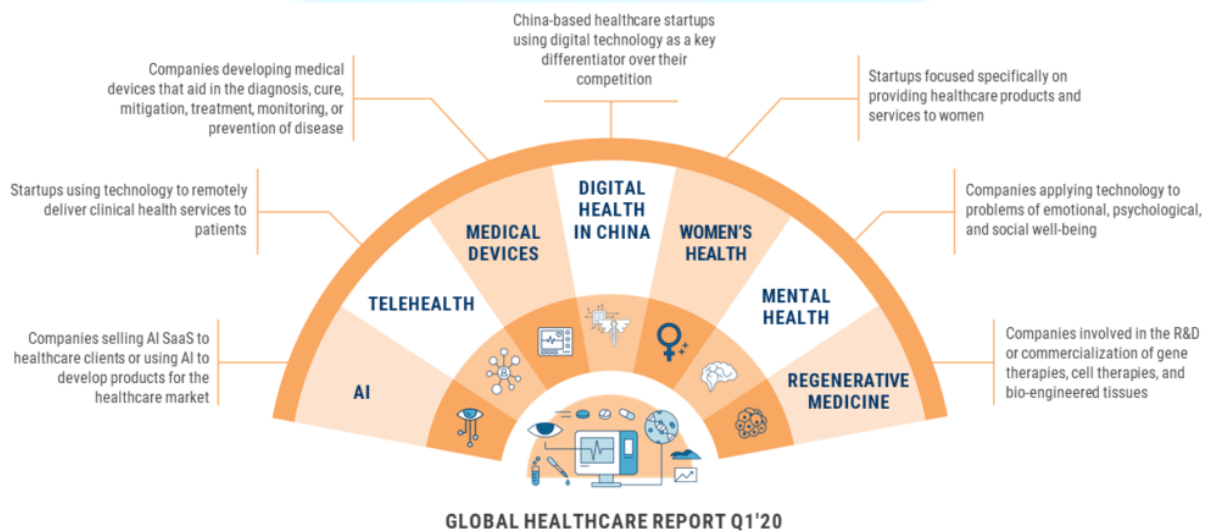 China-based healthcare startups
using digital technology as a key
differentiator over their
competition
Companies developing medical
devices that aid in the diagnosis, cure,
mitigation, treatment, monitoring, or
prevention of disease
Startups focused specifically on
providing healthcare products and
services to women
Startups using technology to remotely
deliver clinical health services to
patients
Companies applying technology to
problems of emotional, psychological,
and social well-being
Companies selling AI SaaS to
healthcare clients or using AI to
develop products for the
healthcare market
Companies involved in the R&D
or commercialization of gene
therapies, cell therapies, and
bio-engineered tissues
AI
TELEHEALTH
MEDICAL
DEVICES
DIGITAL
HEALTH
IN CHINA
WOMEN'S
HEALTH
MENTAL
HEALTH
REGENERATIVE
MEDICINE
GLOBAL HEALTHCARE REPORT Q1'20